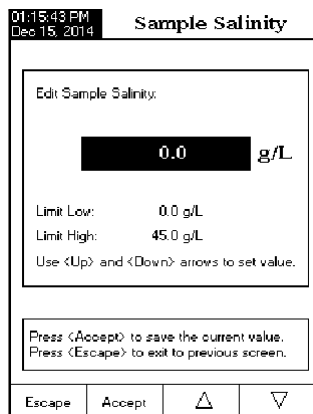 01:15:43 PM
Dec 15, 2014
Sample Salinity
Edit Sample Salinity:
0.0 g/L
Limit Low: 0.0 g/L
Limit High: 45.0 g/L
Use <Up> and <Down> arrows to set value.
Press <Accept> to save the current value.
Press <Escape> to exit to previous screen.
Escape Accept △ ▽